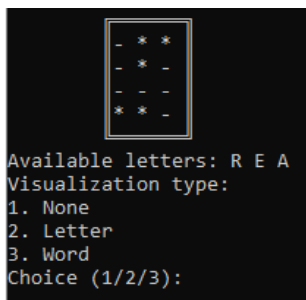 _ * *
_ * _
_ _ _
* * _
Available letters: R E A
Visualization type:
1. None
2. Letter
3. Word
Choice (1/2/3):